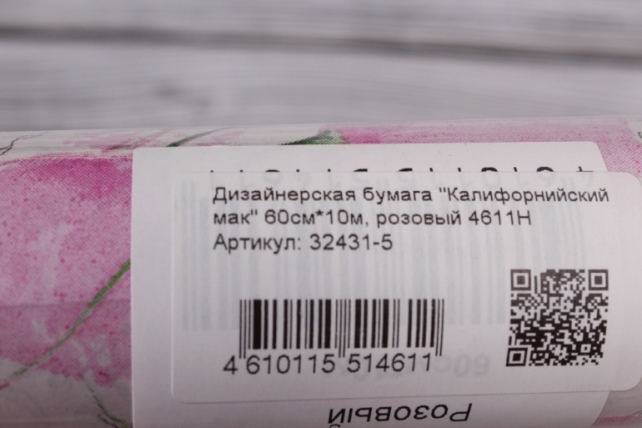 Дизайнерская бумага "Калифорнийский
мак" 60см*10м, розовый 4611Н
Артикул: 32431-5
4 610115 514611
Розовый